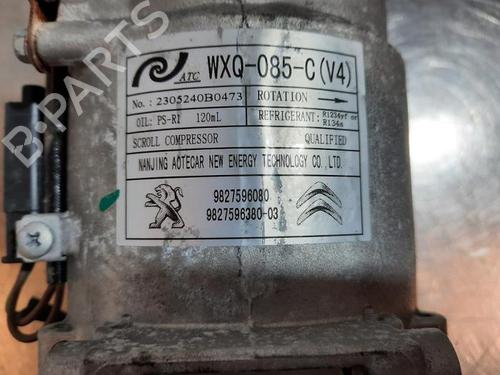 ATC WXQ-085-C(V4)
No.: 2305240B0473 ROTATION
OIL: PS-R1 120mL REFRIGERANT: R1234yf or R134a
SCROLL COMPRESSOR QUALIFIED
NANJING AOTECAR NEW ENERGY TECHNOLOGY CO.,LTD.
9827596080
9827596380-03
B-PARTS